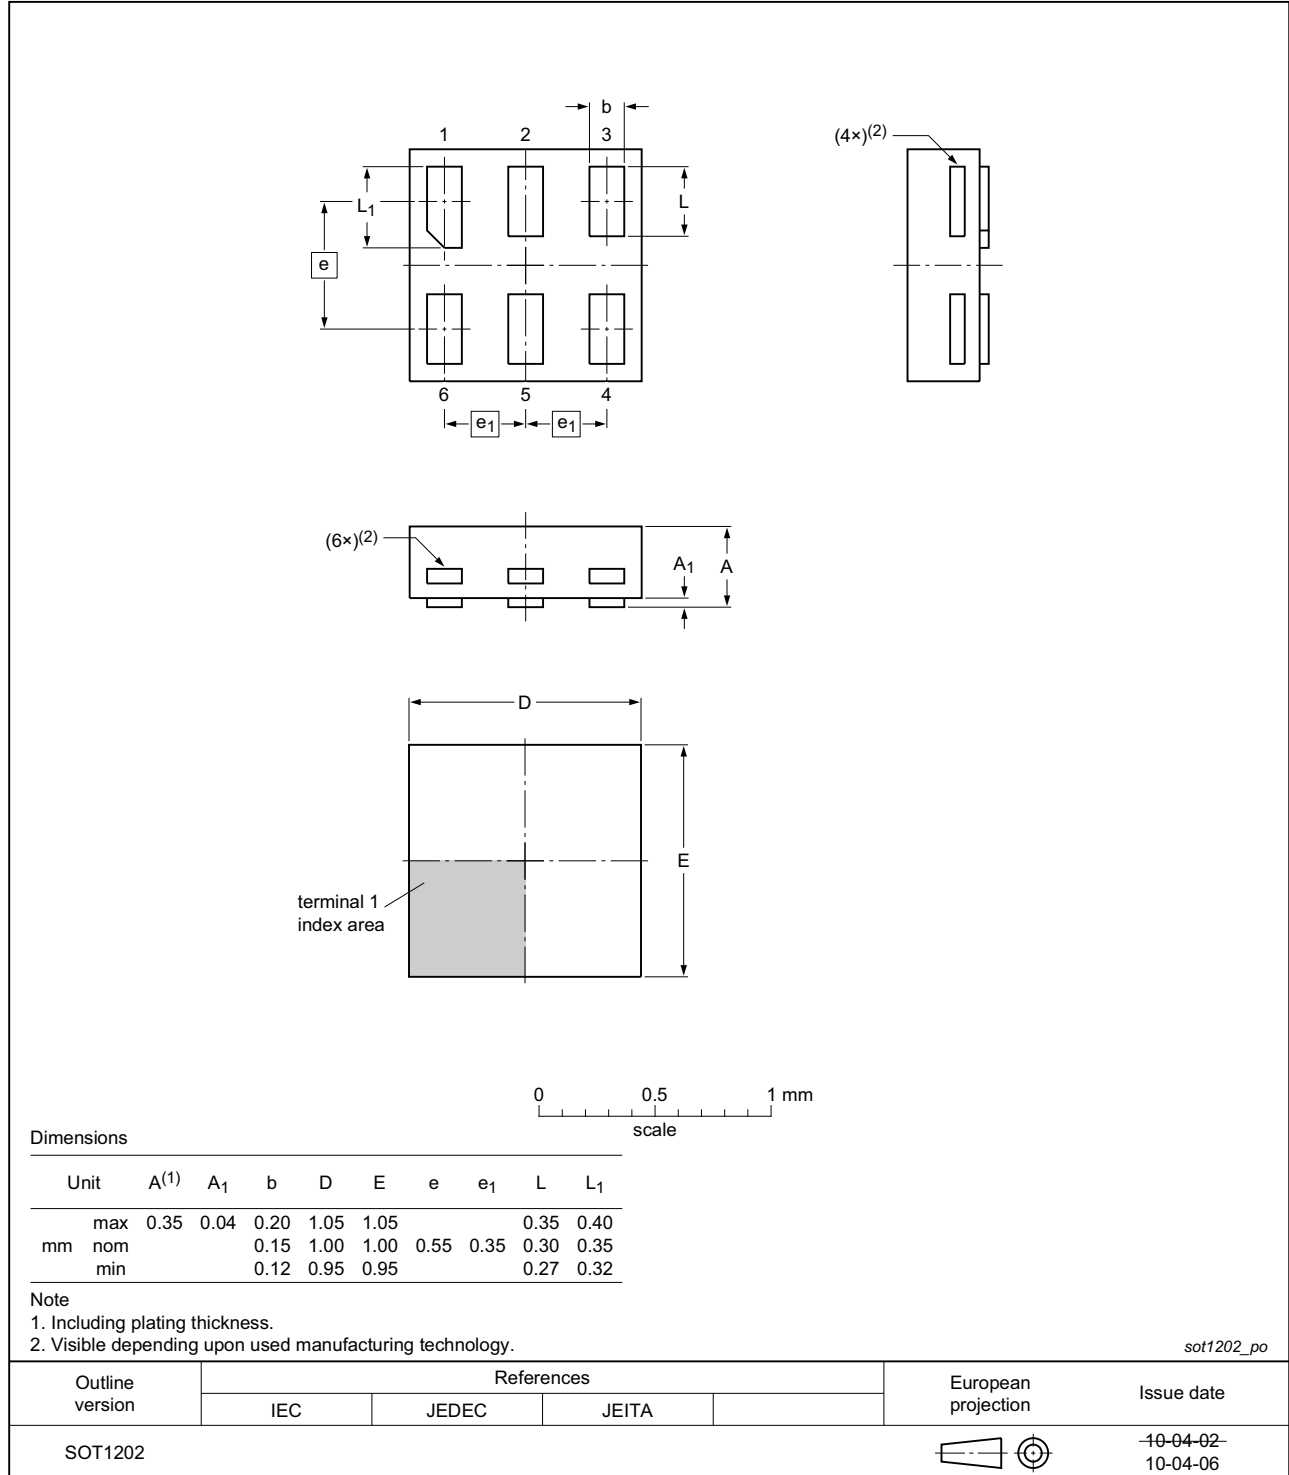 b
1 2 3
(4×)(2)
L1
L
e
6 5 4
e1 e1
(6×)(2)
A1
A
D
E
terminal 1
index area
0 0.5 1 mm
scale
Dimensions
Unit A(1) A1 b D E e e1 L L1
max 0.35 0.04 0.20 1.05 1.05 0.35 0.40
mm nom 0.15 1.00 1.00 0.55 0.35 0.30 0.35
min 0.12 0.95 0.95 0.27 0.32
Note
1. Including plating thickness.
2. Visible depending upon used manufacturing technology.
sot1202_po
Outline
version
References
IEC JEDEC JEITA
European
projection
Issue date
SOT1202
10-04-02
10-04-06